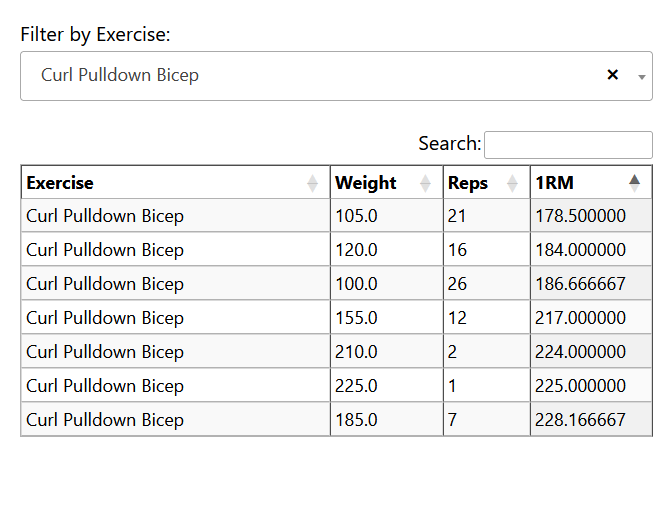 Filter by Exercise:
Curl Pulldown Bicep ×
Search:
Exercise Weight Reps 1RM
Curl Pulldown Bicep 105.0 21 178.500000
Curl Pulldown Bicep 120.0 16 184.000000
Curl Pulldown Bicep 100.0 26 186.666667
Curl Pulldown Bicep 155.0 12 217.000000
Curl Pulldown Bicep 210.0 2 224.000000
Curl Pulldown Bicep 225.0 1 225.000000
Curl Pulldown Bicep 185.0 7 228.166667